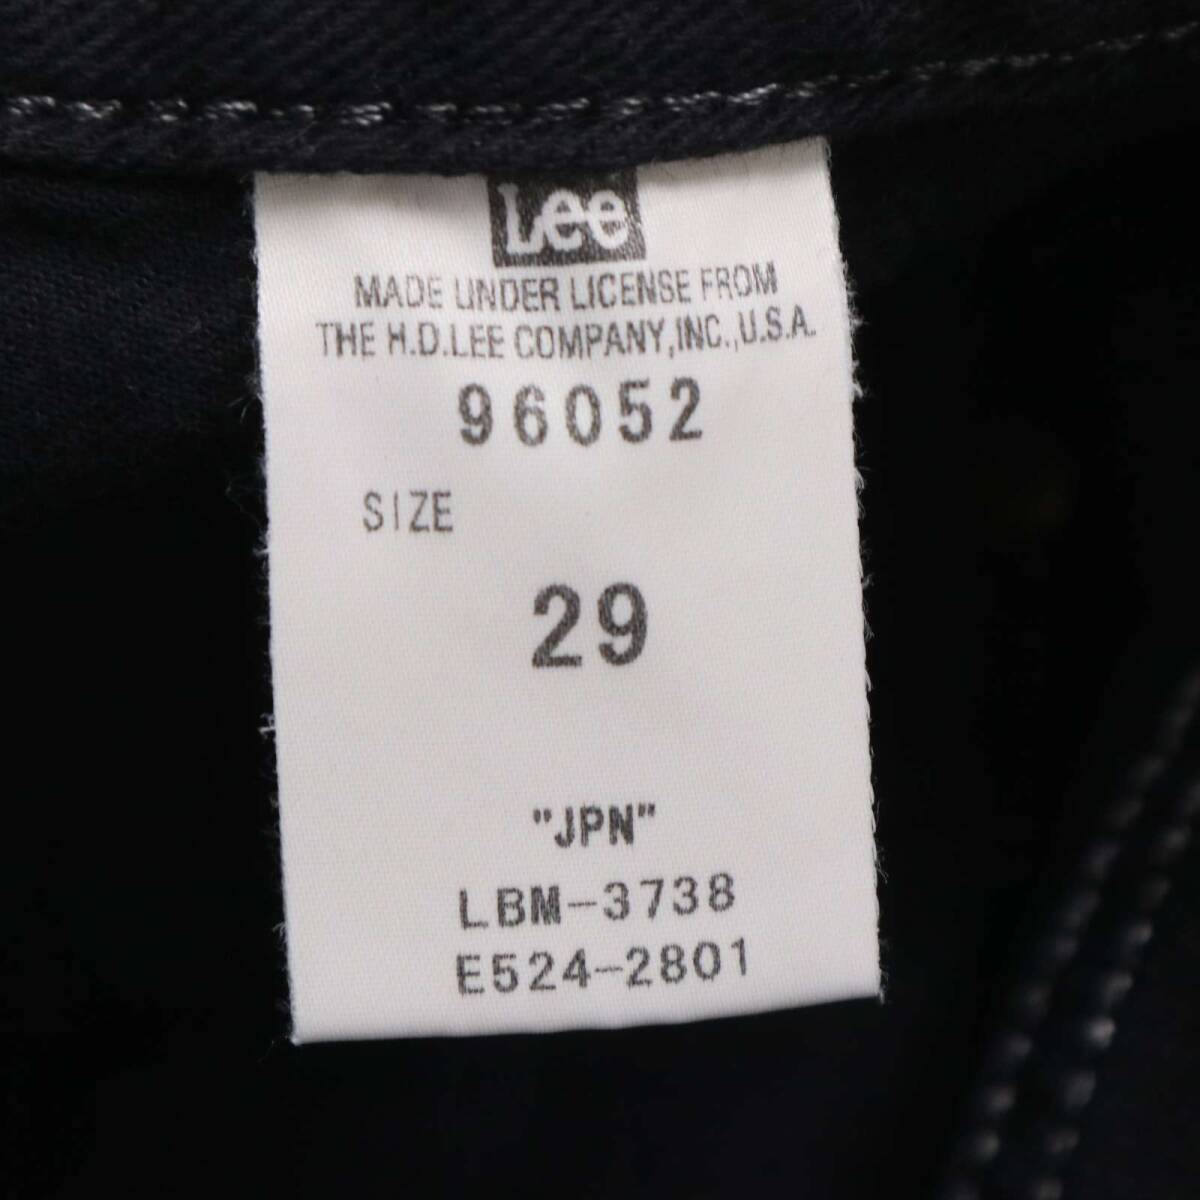 Lee
MADE UNDER LICENSE FROM
THE H.D.LEE COMPANY,INC.,U.S.A.
96052
SIZE
29
"JPN"
LBM-3738
E524-2801